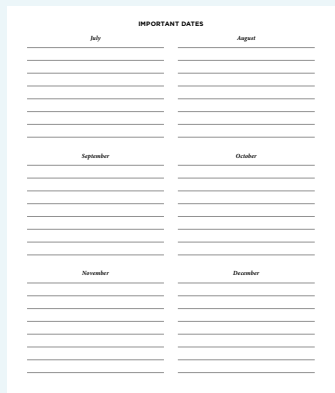 IMPORTANT DATES
July
August
September
October
November
December